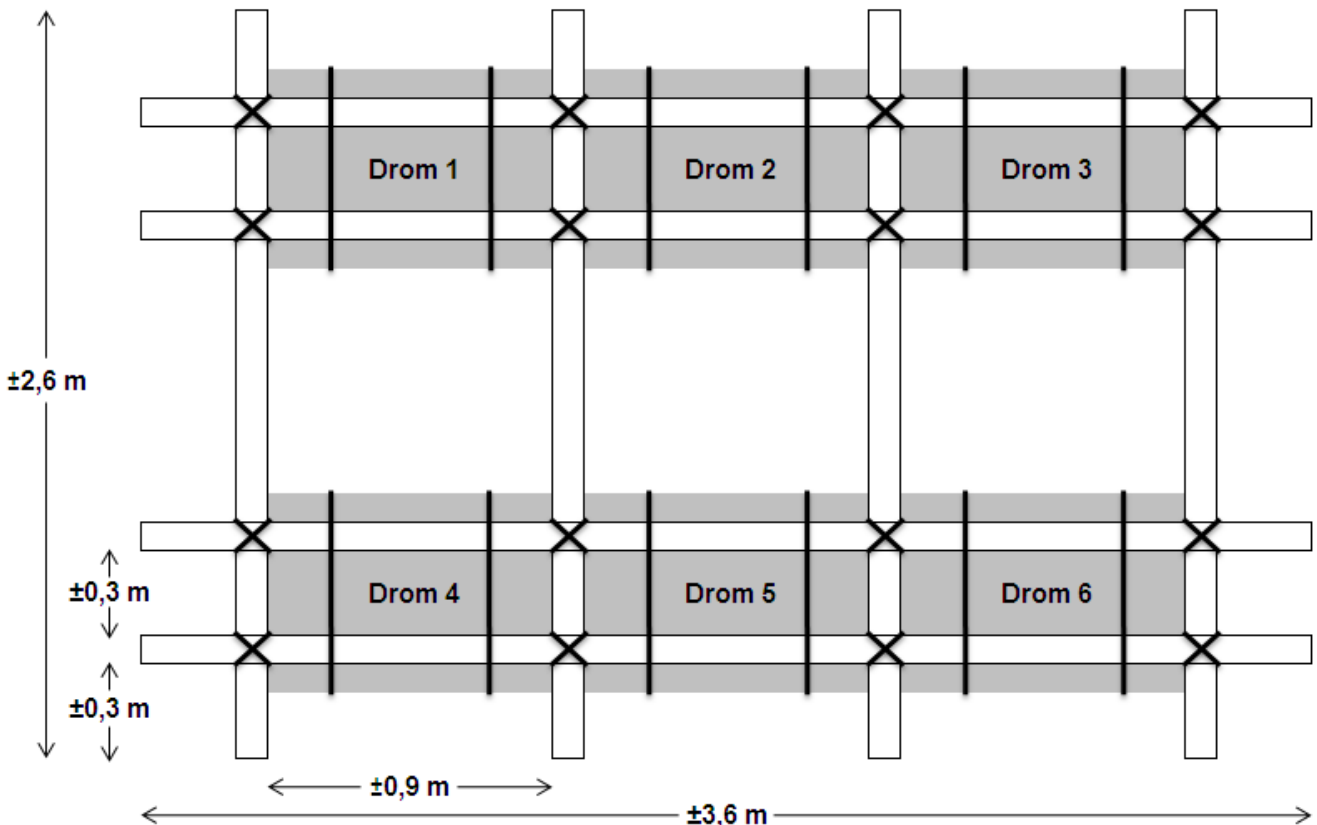 Drom 1
Drom 2
Drom 3
±2,6 m
±0,3 m
Drom 4
Drom 5
Drom 6
±0,3 m
±0,9 m
±3,6 m